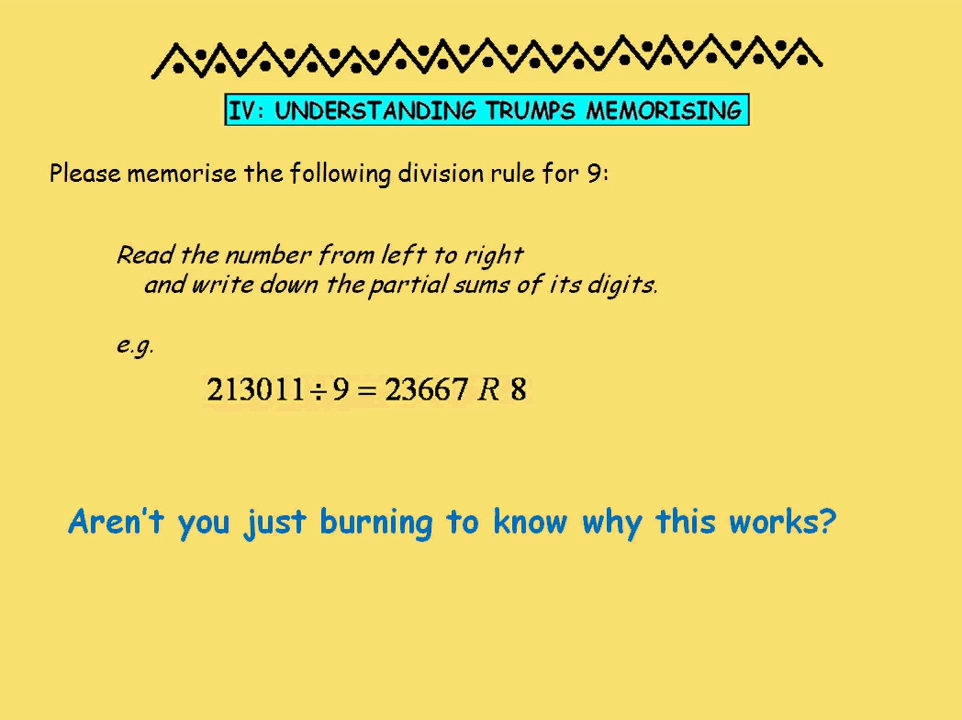 IV: UNDERSTANDING TRUMPS MEMORISING
Please memorise the following division rule for 9:
Read the number from left to right
and write down the partial sums of its digits.
e.g.
213011 ÷ 9 = 23667 R 8
Aren't you just burning to know why this works?